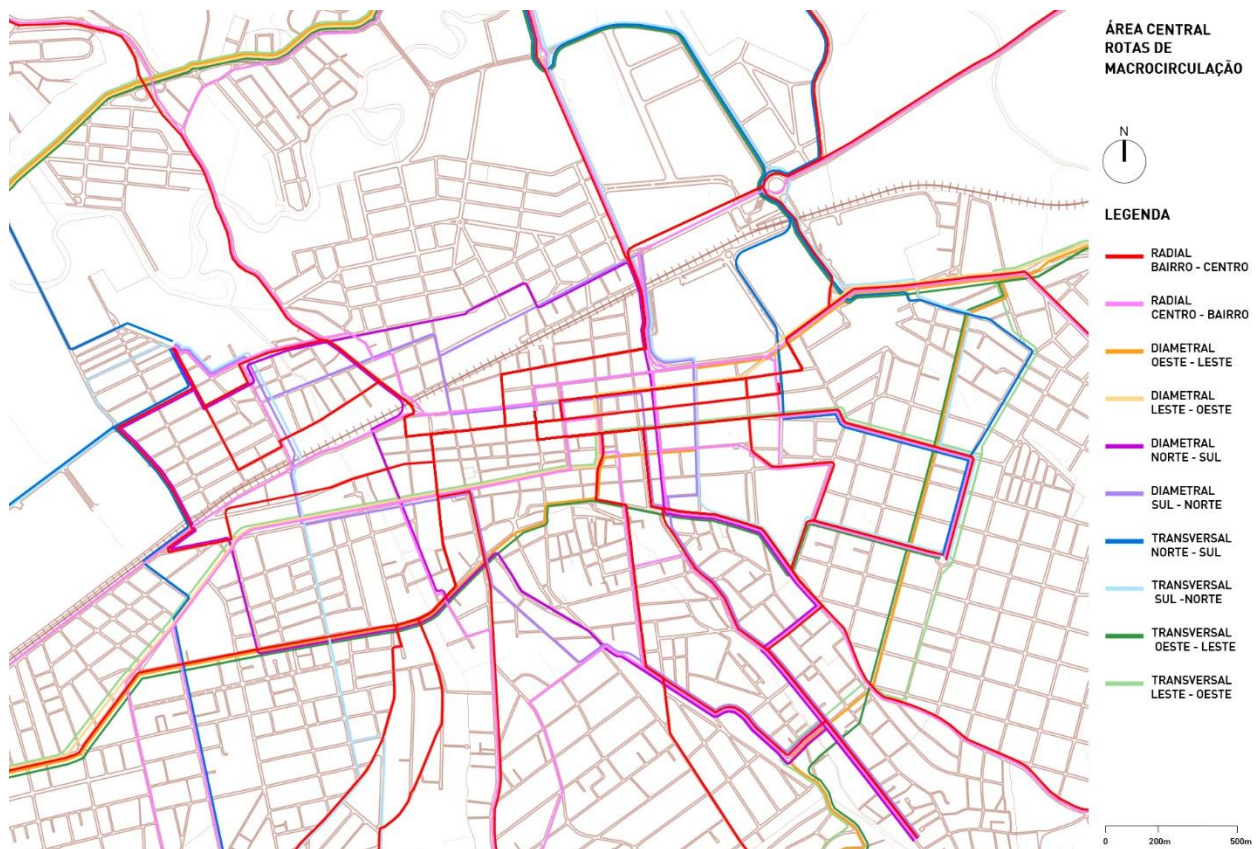 ÁREA CENTRAL
ROTAS DE
MACROCIRCULAÇÃO
N
LEGENDA
RADIAL
BAIRRO - CENTRO
RADIAL
CENTRO - BAIRRO
DIAMETRAL
OESTE - LESTE
DIAMETRAL
LESTE - OESTE
DIAMETRAL
NORTE - SUL
DIAMETRAL
SUL - NORTE
TRANSVERSAL
NORTE - SUL
TRANSVERSAL
SUL -NORTE
TRANSVERSAL
OESTE - LESTE
TRANSVERSAL
LESTE - OESTE
0 200m 500m